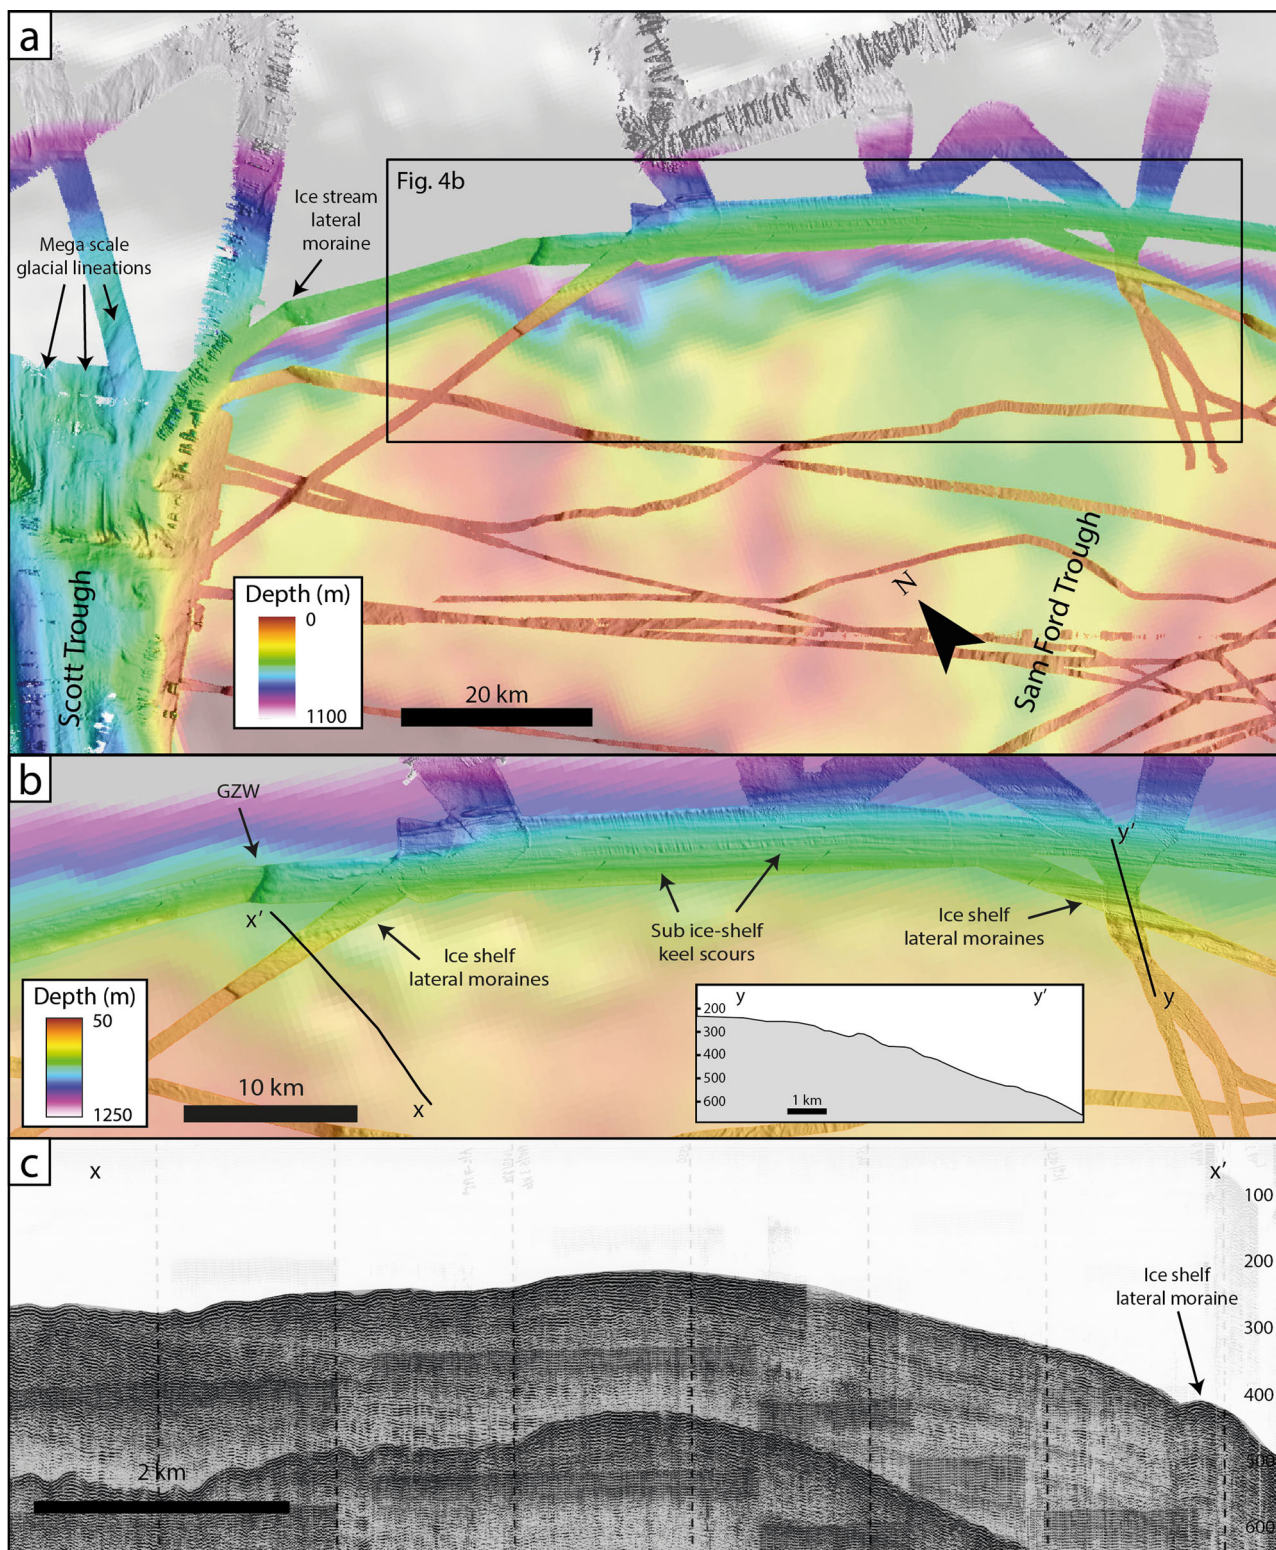 a
Fig. 4b
Ice stream
lateral
moraine
Mega scale
glacial lineations
N
Sam Ford Trough
Scott Trough
Depth (m)
0
1100
20 km
b
GZW
y'
x'
Ice shelf
lateral moraines
Sub ice-shelf
keel scours
Ice shelf
lateral moraines
y
Depth (m)
50
1250
10 km
x
y
y'
200
300
400
500
600
1 km
c
x
x'
100
200
Ice shelf
lateral moraine
300
400
500
2 km
600